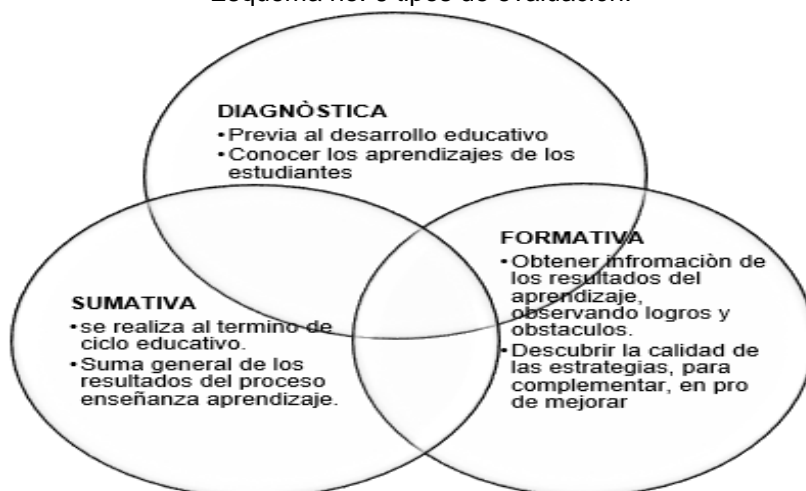 Esquema no. 3 tipos de evaluación.
DIAGNÒSTICA
•Previa al desarrollo educativo
•Conocer los aprendizajes de los
estudiantes
SUMATIVA
•se realiza al termino de
ciclo educativo.
•Suma general de los
resultados del proceso
enseñanza aprendizaje.
FORMATIVA
•Obtener infromaciòn de
los resultados del
aprendizaje,
observando logros y
obstaculos.
•Descubrir la calidad de
las estrategias, para
complementar, en pro
de mejorar